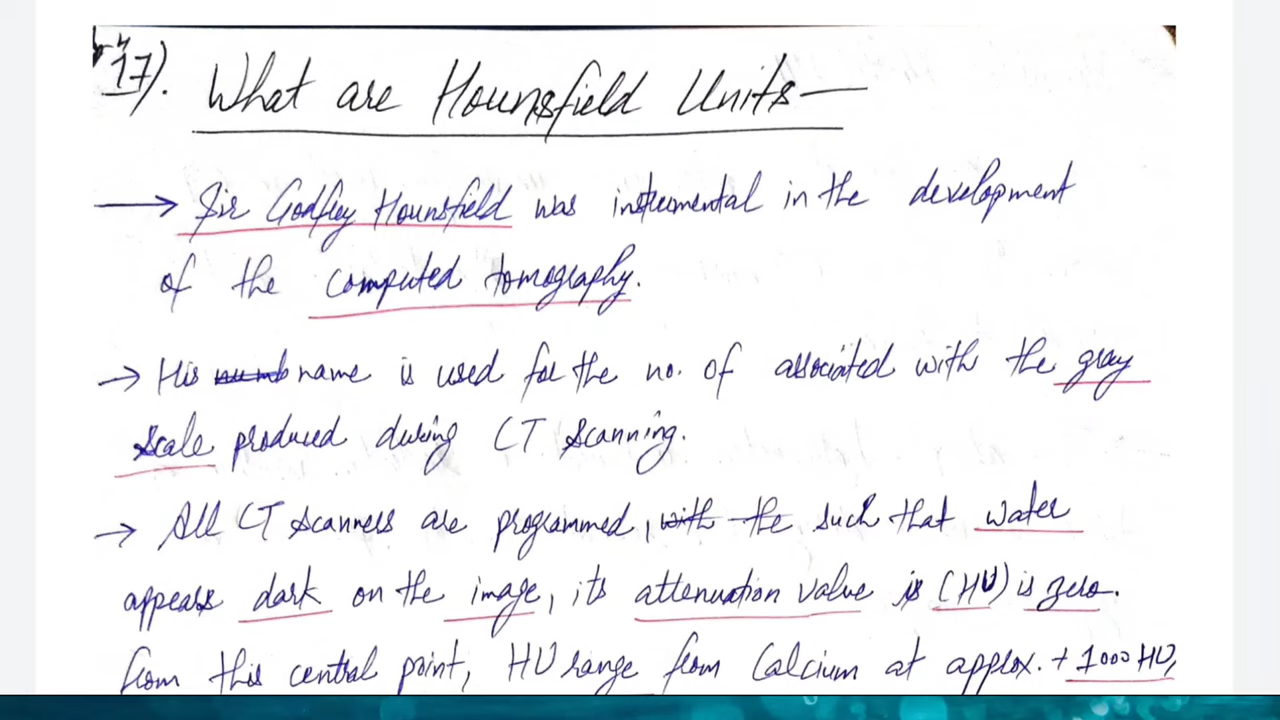 17). What are Hounsfield Units—
→ Sir Godfrey Hounsfield was instrumental in the development
of the computed tomography.
→ His numb name is used for the no. of associated with the gray
scale produced during CT scanning.
→ All CT scanners are programmed, with the such that water
appears dark on the image, its attenuation value is (HU) is zero.
from this central point, HU range from Calcium at approx. +1000 HU,